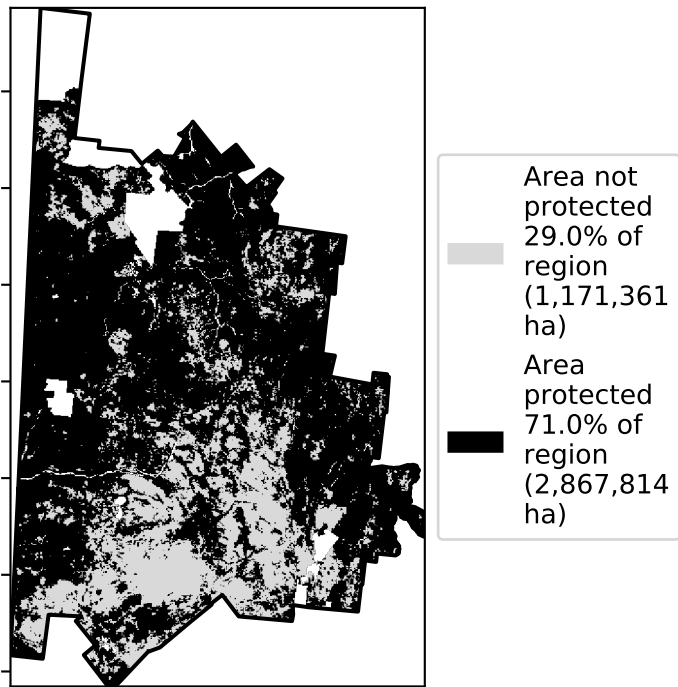 Area not
protected
29.0% of
region
(1,171,361
ha)
Area
protected
71.0% of
region
(2,867,814
ha)